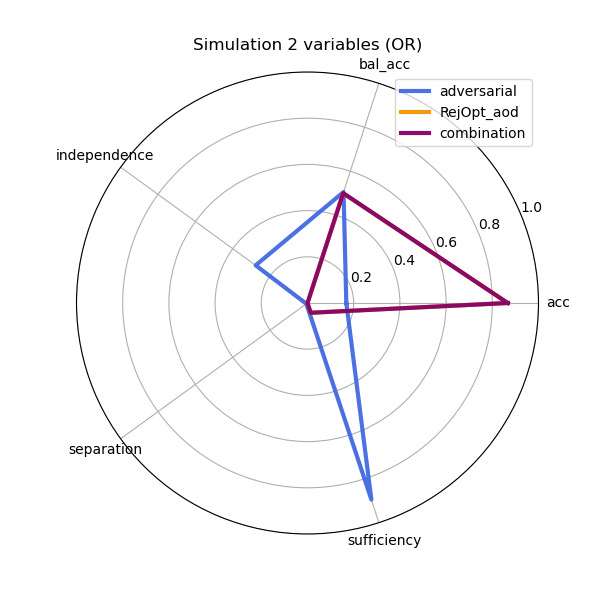 Simulation 2 variables (OR)
bal_acc
adversarial
RejOpt_aod
combination
independence
1.0
0.8
0.6
0.4
0.2
acc
separation
sufficiency